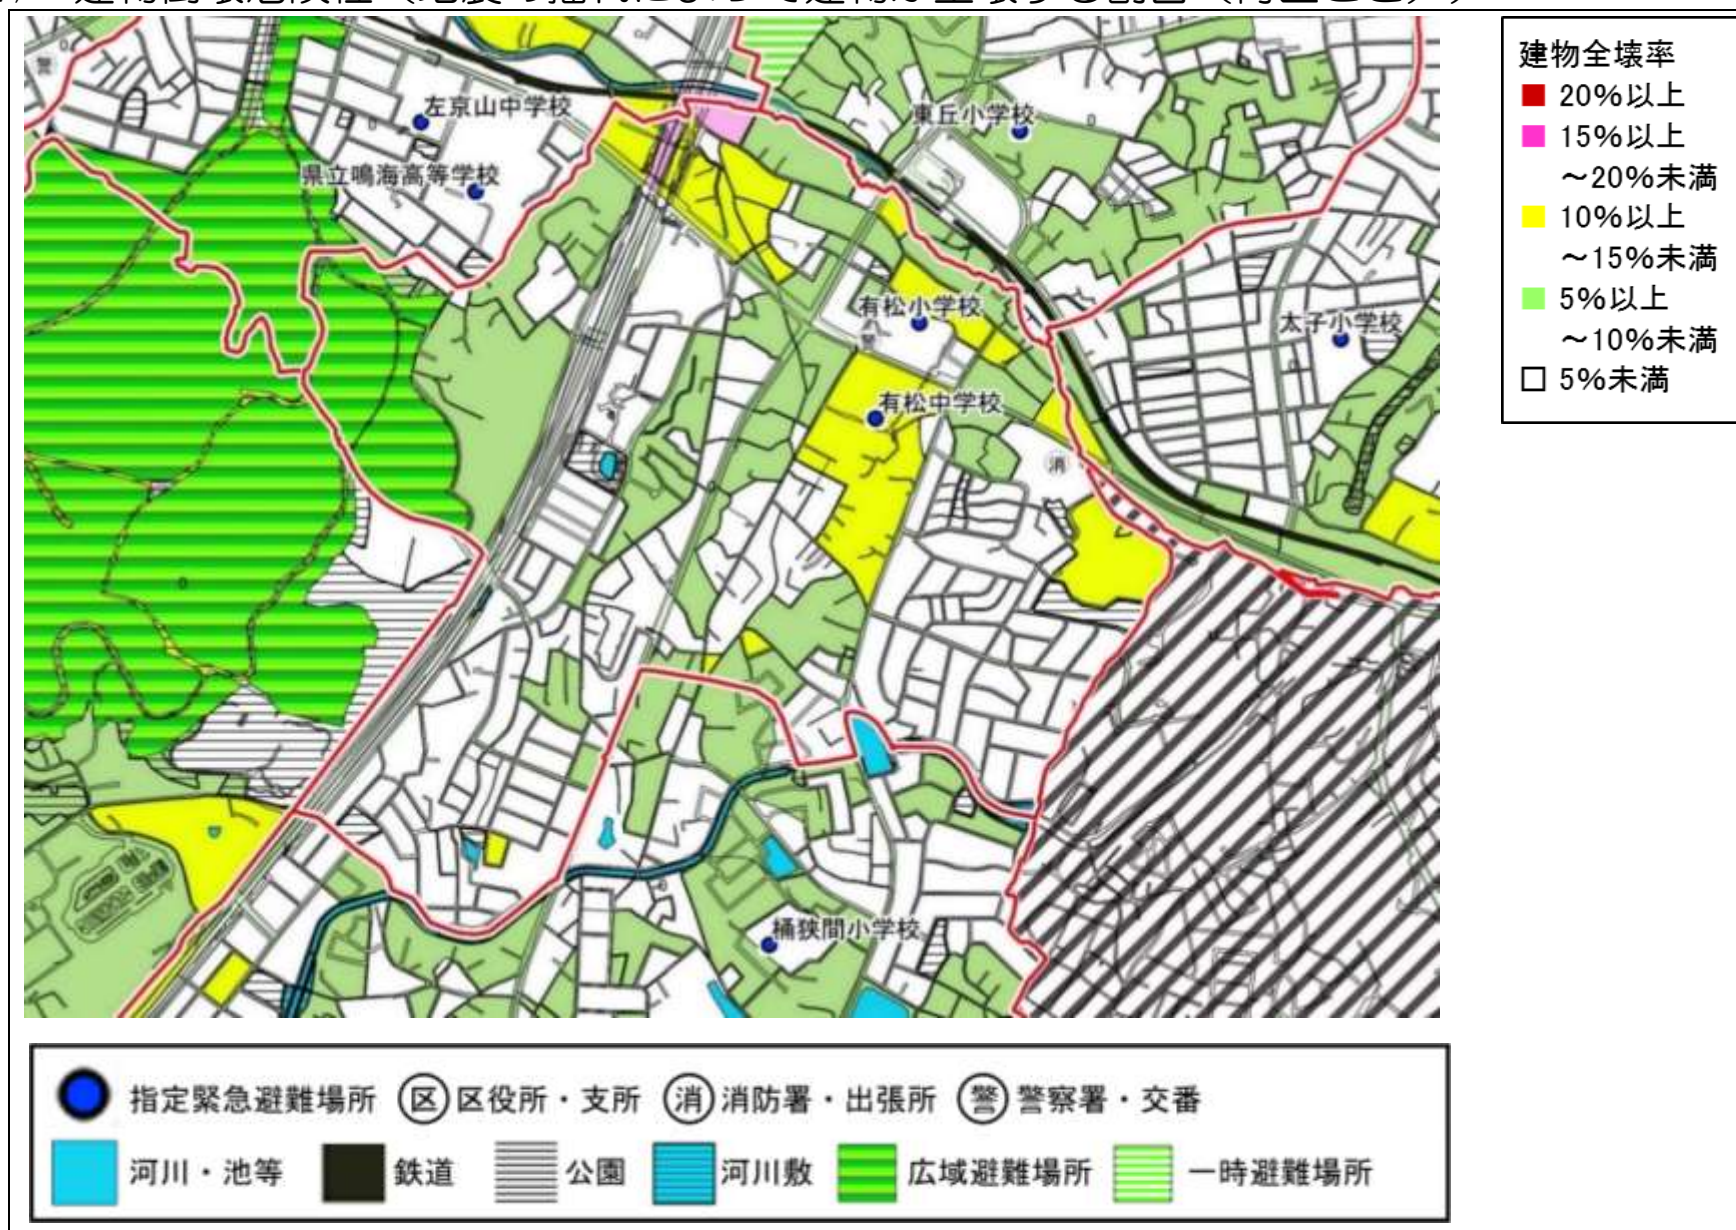 建物全壊率
20%以上
15%以上
～20%未満
10%以上
～15%未満
5%以上
～10%未満
5%未満
警
左京山中学校
東丘小学校
県立鳴海高等学校
有松小学校
警
太子小学校
有松中学校
消
桶狭間小学校
指定緊急避難場所 区 区役所・支所 消 消防署・出張所 警 警察署・交番
河川・池等 鉄道 公園 河川敷 広域避難場所 一時避難場所